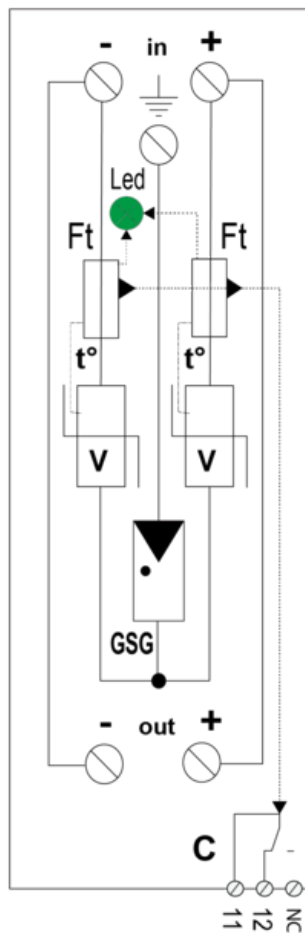 - in +
Led
Ft Ft
t° t°
V V
GSG
- out +
C
11 12 NC